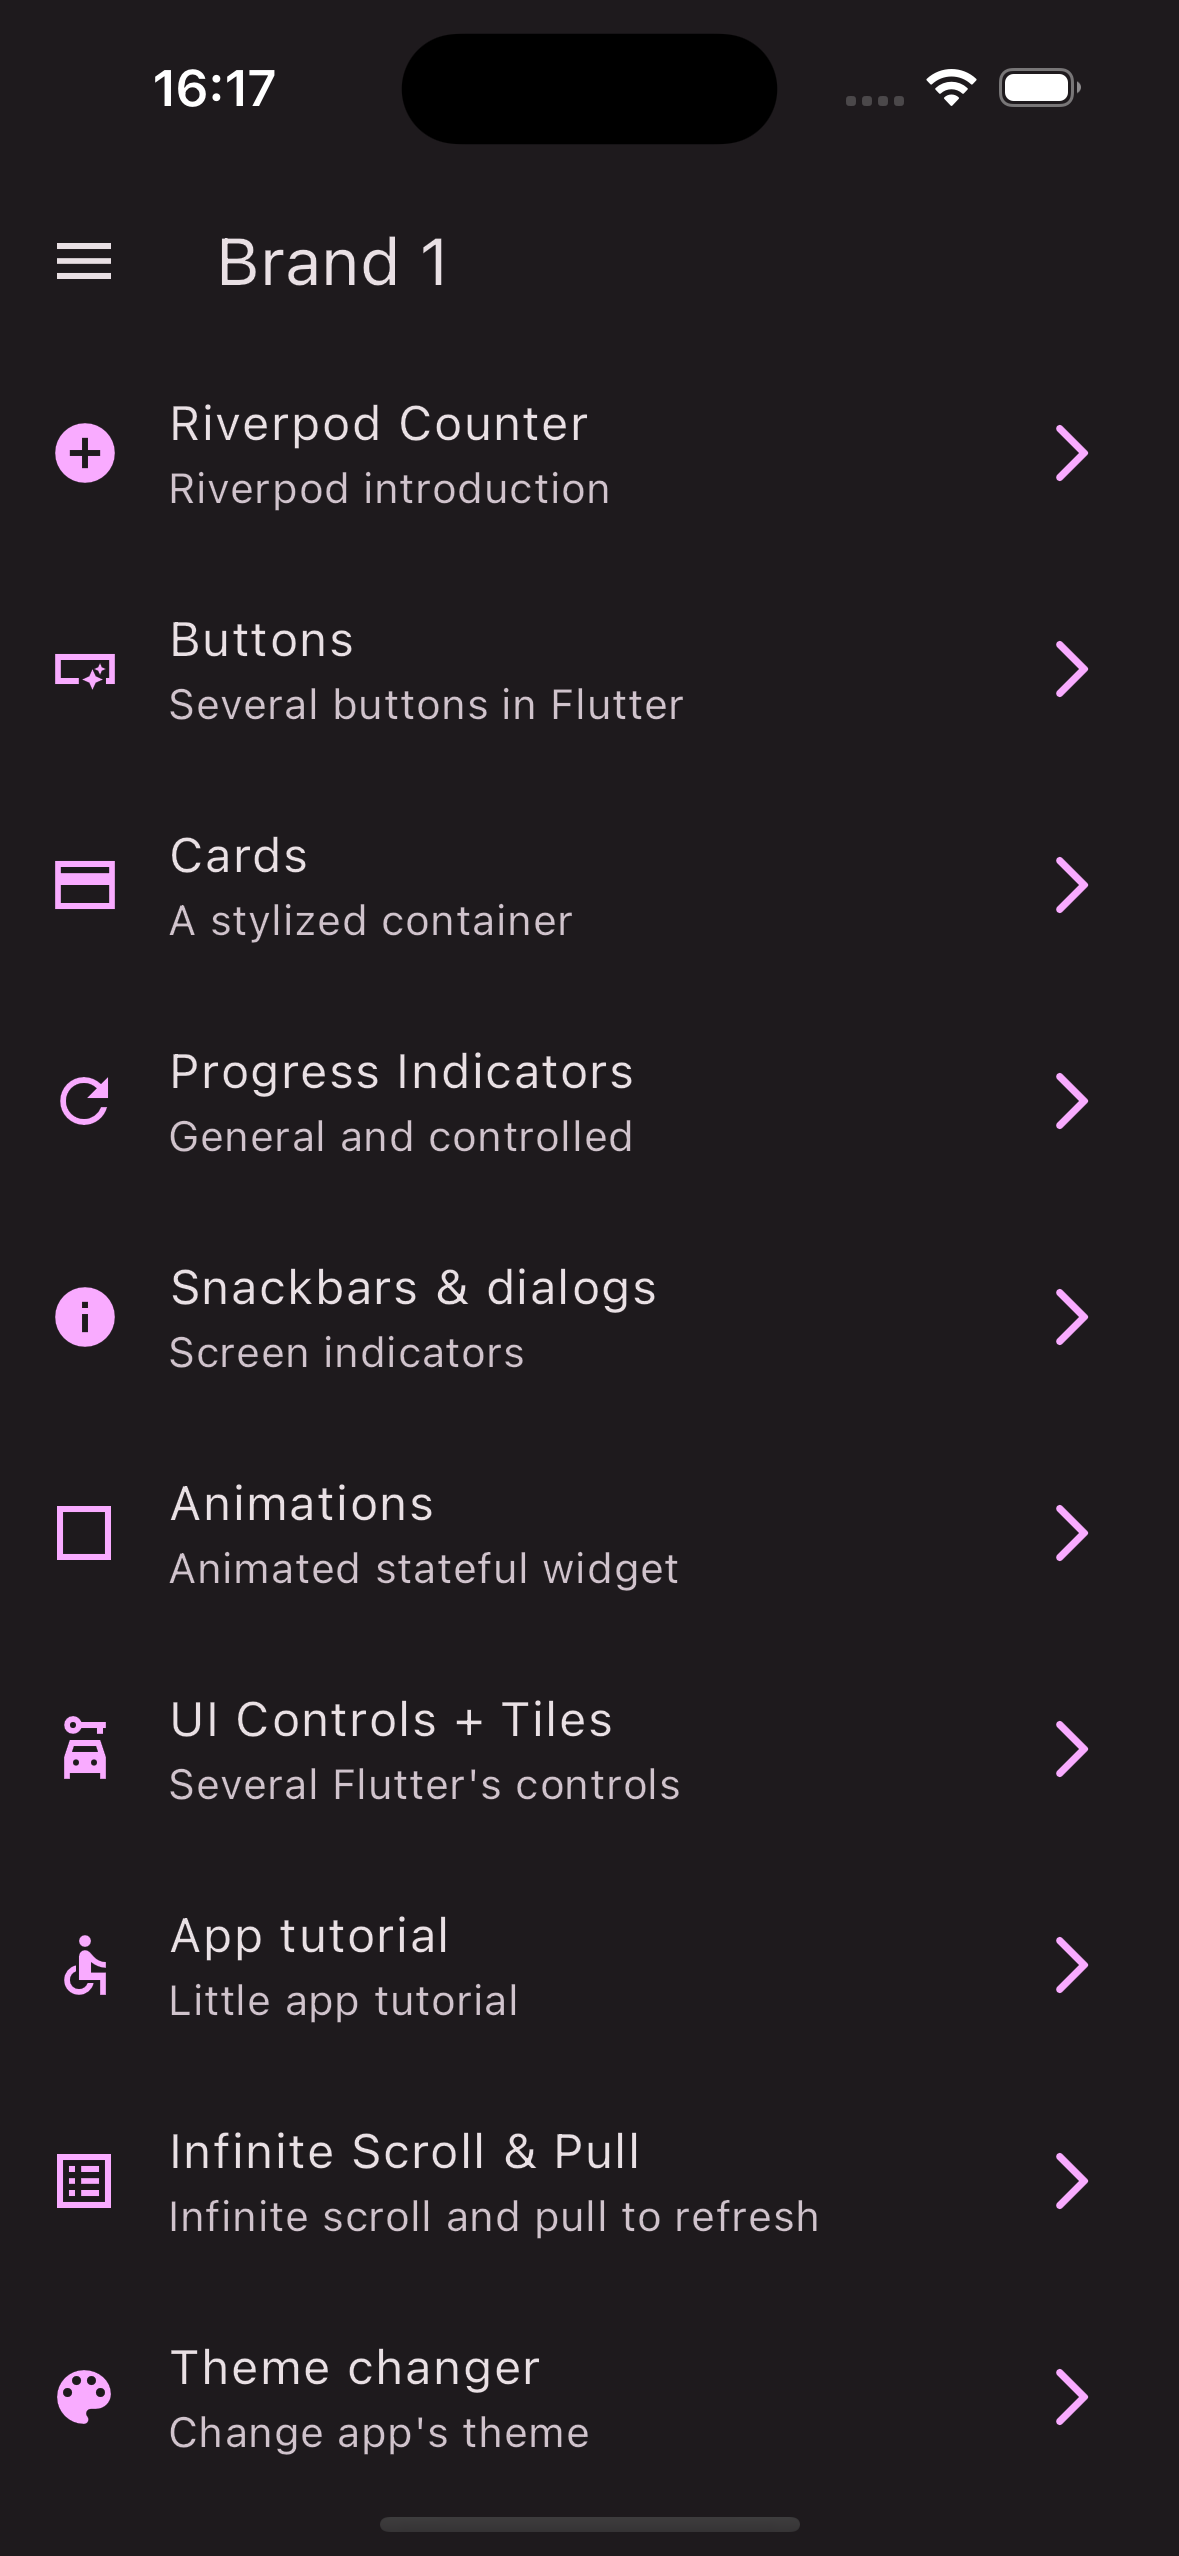 16:17
Brand 1
Riverpod Counter
Riverpod introduction
Buttons
Several buttons in Flutter
Cards
A stylized container
Progress Indicators
General and controlled
Snackbars & dialogs
Screen indicators
Animations
Animated stateful widget
UI Controls + Tiles
Several Flutter's controls
App tutorial
Little app tutorial
Infinite Scroll & Pull
Infinite scroll and pull to refresh
Theme changer
Change app's theme